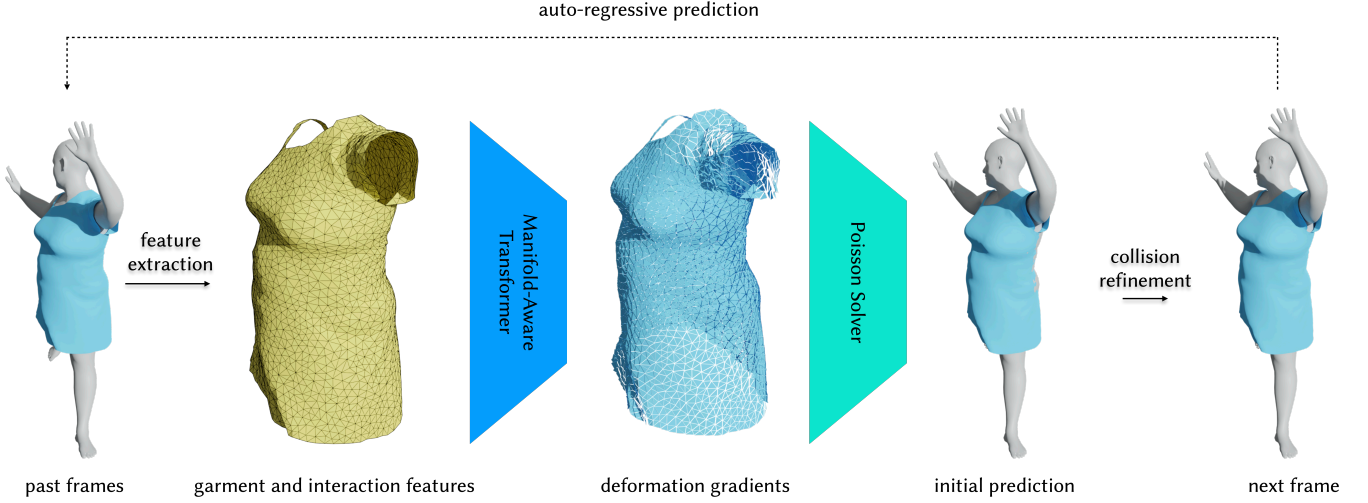 auto-regressive prediction
feature
extraction
Manifold-Aware
Transformer
Poisson Solver
collision
refinement
past frames
garment and interaction features
deformation gradients
initial prediction
next frame